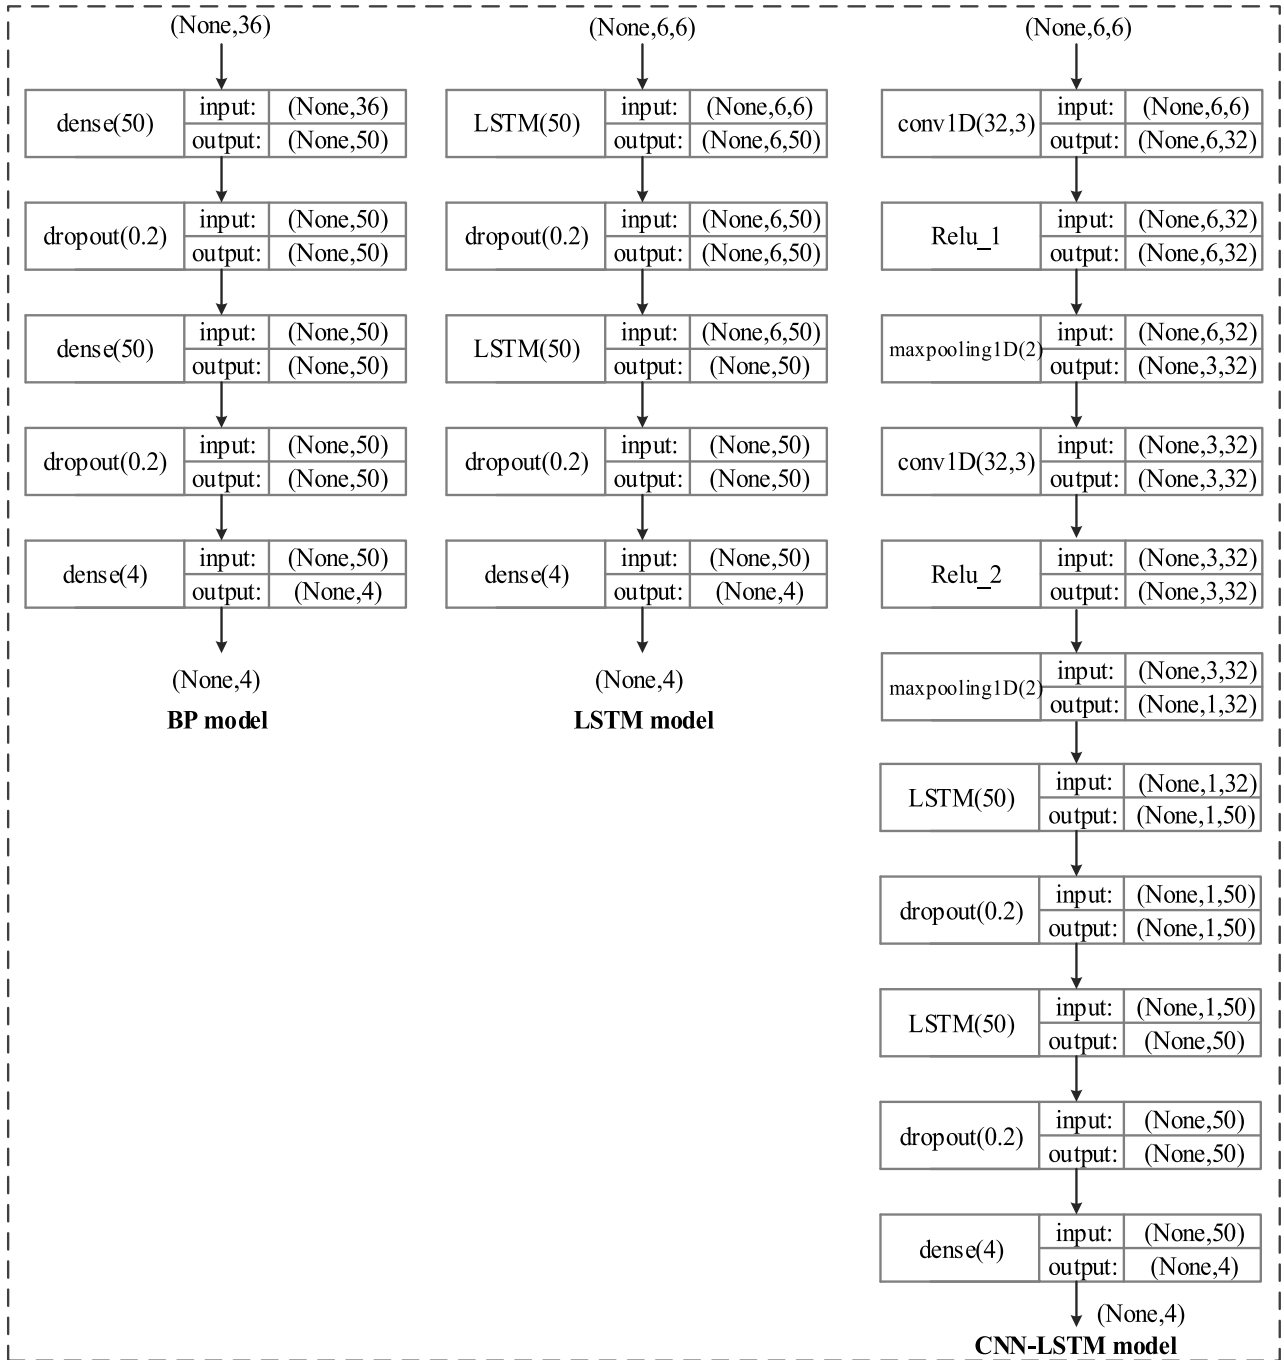 (None,36)
dense(50)
input: (None,36)
output: (None,50)
dropout(0.2)
input: (None,50)
output: (None,50)
dense(50)
input: (None,50)
output: (None,50)
dropout(0.2)
input: (None,50)
output: (None,50)
dense(4)
input: (None,50)
output: (None,4)
(None,4)
BP model
(None,6,6)
LSTM(50)
input: (None,6,6)
output: (None,6,50)
dropout(0.2)
input: (None,6,50)
output: (None,6,50)
LSTM(50)
input: (None,6,50)
output: (None,50)
dropout(0.2)
input: (None,50)
output: (None,50)
dense(4)
input: (None,50)
output: (None,4)
(None,4)
LSTM model
(None,6,6)
conv1D(32,3)
input: (None,6,6)
output: (None,6,32)
Relu_1
input: (None,6,32)
output: (None,6,32)
maxpooling1D(2)
input: (None,6,32)
output: (None,3,32)
conv1D(32,3)
input: (None,3,32)
output: (None,3,32)
Relu_2
input: (None,3,32)
output: (None,3,32)
maxpooling1D(2)
input: (None,3,32)
output: (None,1,32)
LSTM(50)
input: (None,1,32)
output: (None,1,50)
dropout(0.2)
input: (None,1,50)
output: (None,1,50)
LSTM(50)
input: (None,1,50)
output: (None,50)
dropout(0.2)
input: (None,50)
output: (None,50)
dense(4)
input: (None,50)
output: (None,4)
(None,4)
CNN-LSTM model